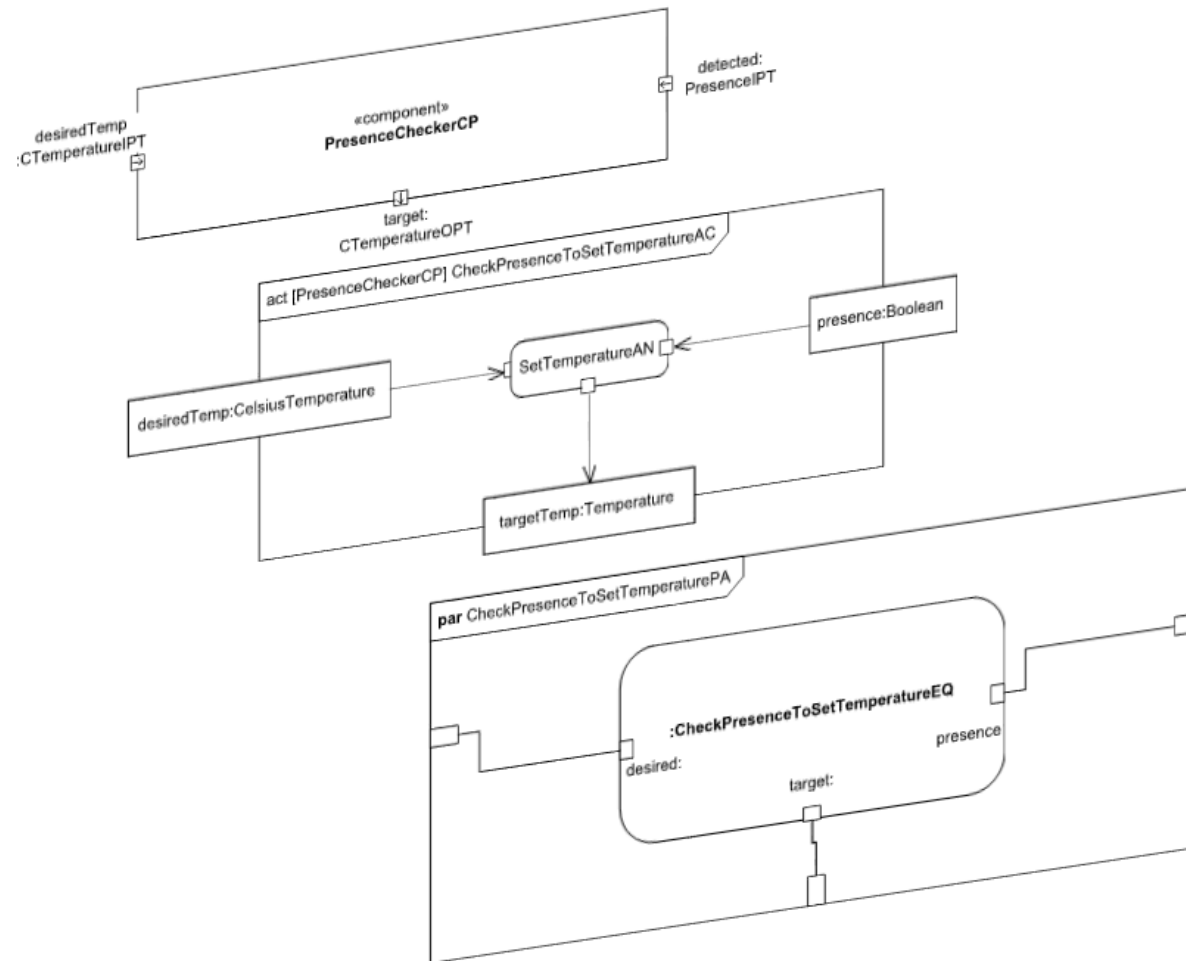 detected:
PresenceIPT
«component»
PresenceCheckerCP
desiredTemp
:CTemperatureIPT
target:
CTemperatureOPT
act [PresenceCheckerCP] CheckPresenceToSetTemperatureAC
presence:Boolean
SetTemperatureAN
desiredTemp:CelsiusTemperature
targetTemp:Temperature
par CheckPresenceToSetTemperaturePA
:CheckPresenceToSetTemperatureEQ
presence
desired:
target: